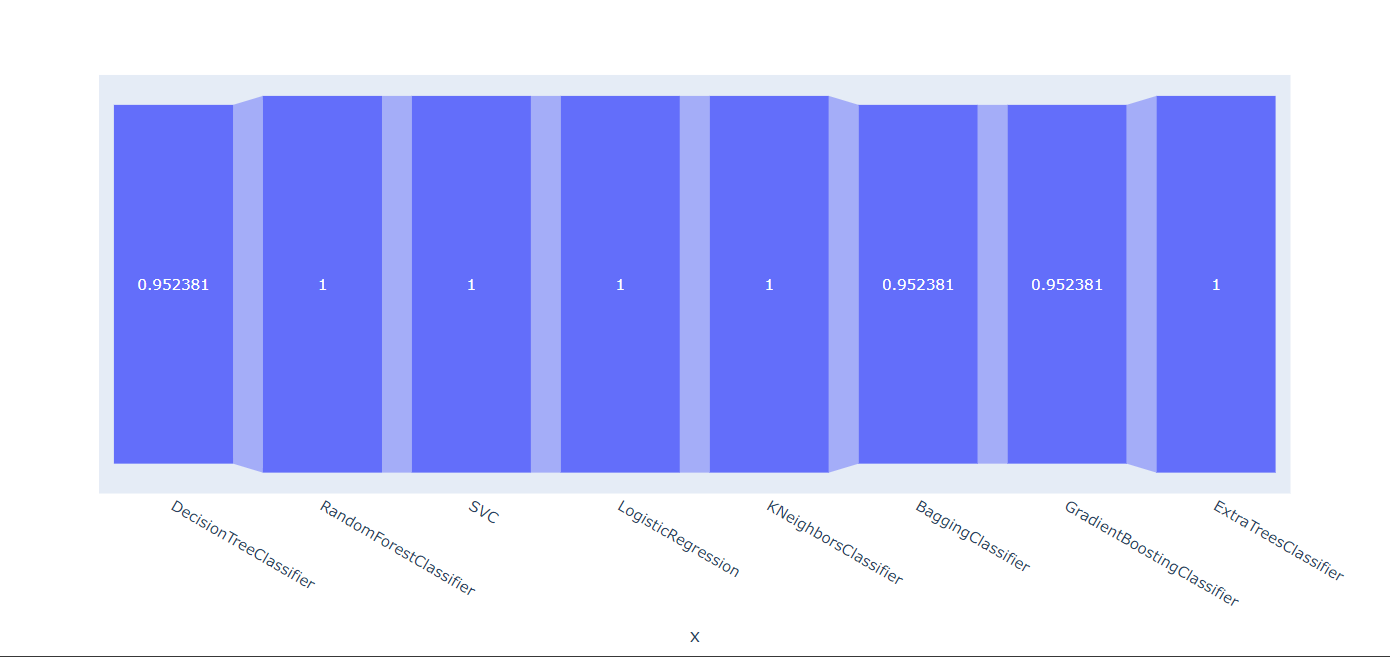 0.952381
1
1
1
1
0.952381
0.952381
1
DecisionTreeClassifier
RandomForestClassifier
SVC
LogisticRegression
KNeighborsClassifier
BaggingClassifier
GradientBoostingClassifier
ExtraTreesClassifier
x